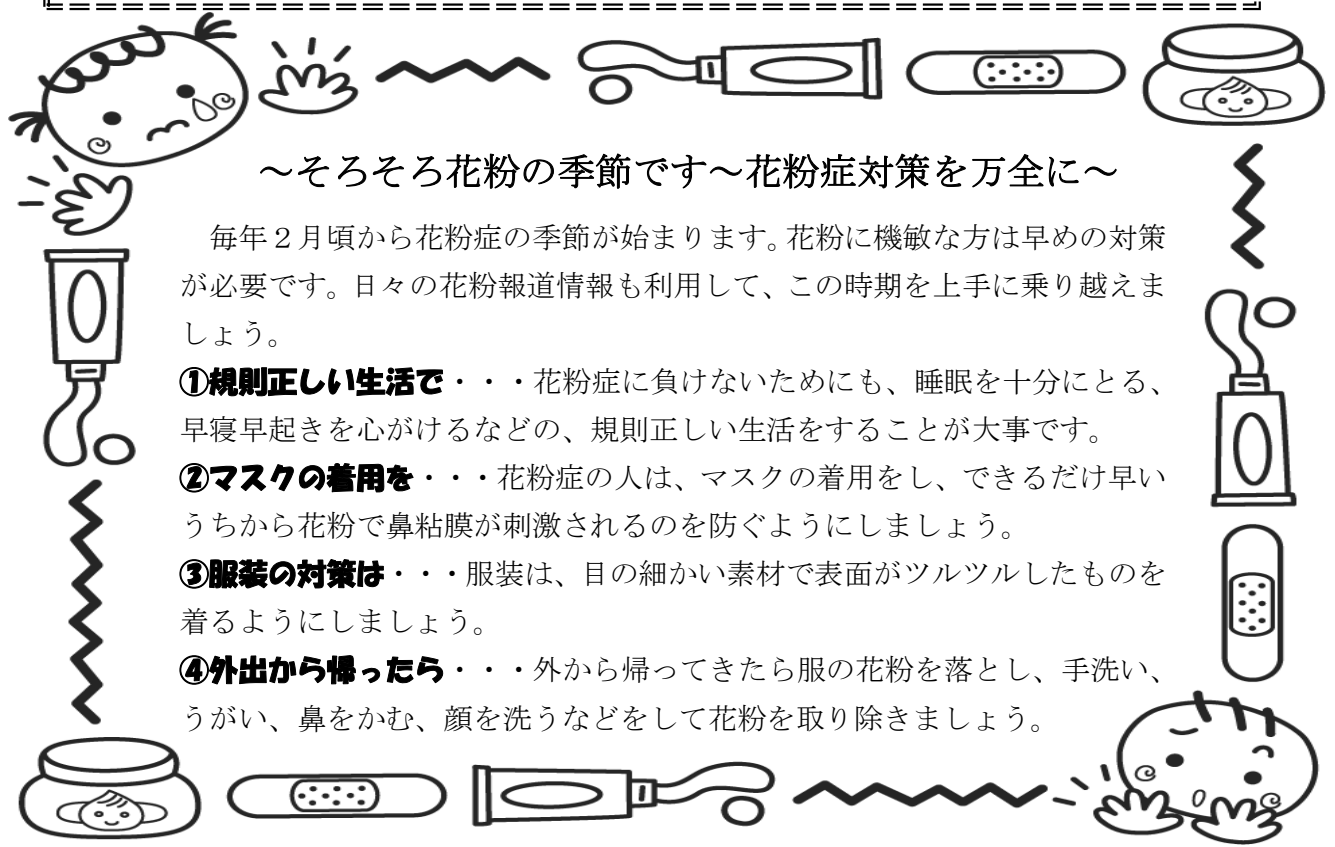 ～そろそろ花粉の季節です～花粉症対策を万全に～
　毎年２月頃から花粉症の季節が始まります。花粉に機敏な方は早めの対策
が必要です。日々の花粉報道情報も利用して、この時期を上手に乗り越えま
しょう。
①規則正しい生活で・・・花粉症に負けないためにも、睡眠を十分にとる、
早寝早起きを心がけるなどの、規則正しい生活をすることが大事です。
②マスクの着用を・・・花粉症の人は、マスクの着用をし、できるだけ早い
うちから花粉で鼻粘膜が刺激されるのを防ぐようにしましょう。
③服装の対策は・・・服装は、目の細かい素材で表面がツルツルしたものを
着るようにしましょう。
④外出から帰ったら・・・外から帰ってきたら服の花粉を落とし、手洗い、
うがい、鼻をかむ、顔を洗うなどをして花粉を取り除きましょう。